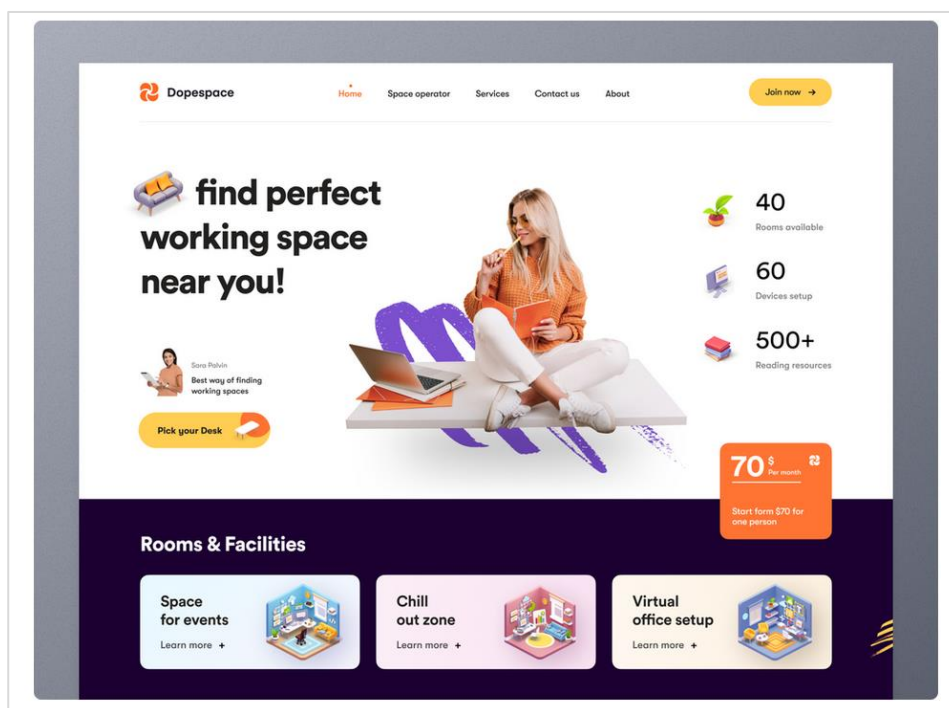 Dopespace
Home
Space operator
Services
Contact us
About
Join now
find perfect
working space
near you!
Sara Palvin
Best way of finding
working spaces
Pick your Desk
40
Rooms available
60
Devices setup
500+
Reading resources
70 $
Per month
Start form $70 for
one person
Rooms & Facilities
Space
for events
Learn more +
Chill
out zone
Learn more +
Virtual
office setup
Learn more +